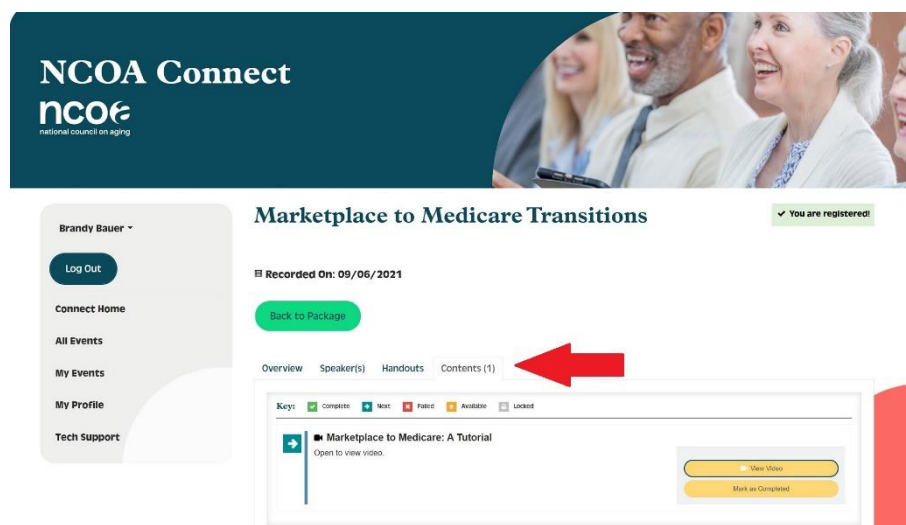 NCOA Connect
ncoa
national council on aging
Brandy Bauer
Log Out
Connect Home
All Events
My Events
My Profile
Tech Support
Marketplace to Medicare Transitions
You are registered!
Recorded On: 09/06/2021
Back to Package
Overview Speaker(s) Handouts Contents (1)
Key: Complete Next Failed Available Locked
Marketplace to Medicare: A Tutorial
Open to view video.
View Video
Mark as Completed